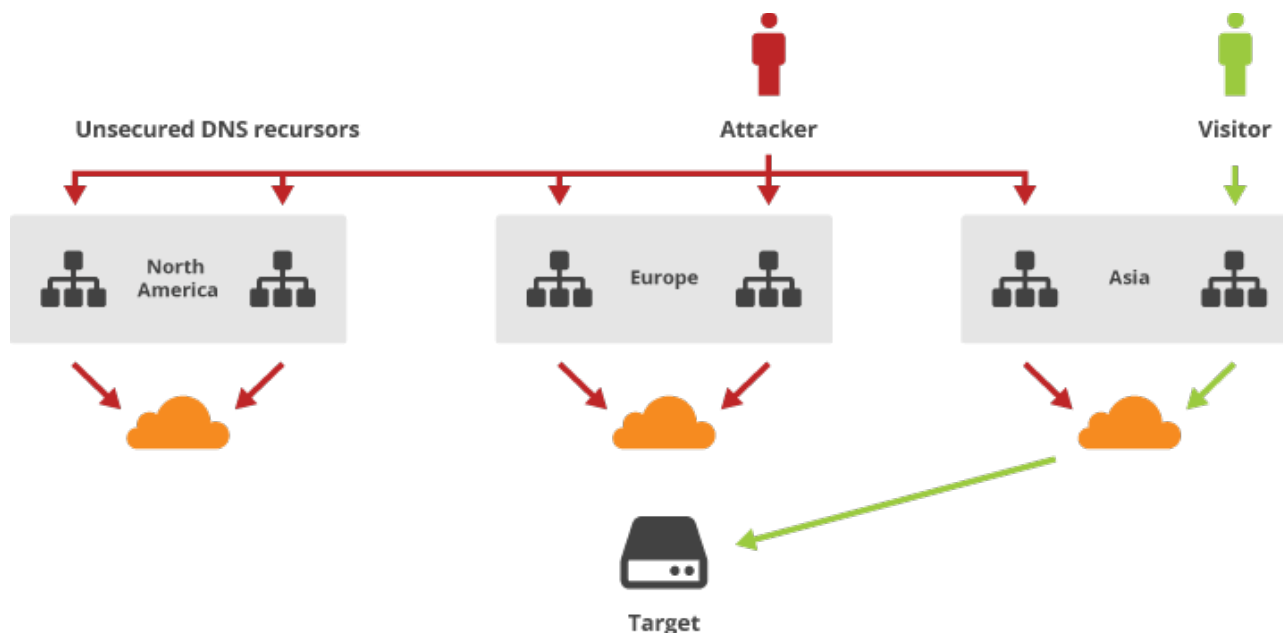 Unsecured DNS recursors
Attacker
Visitor
North
America
Europe
Asia
Target